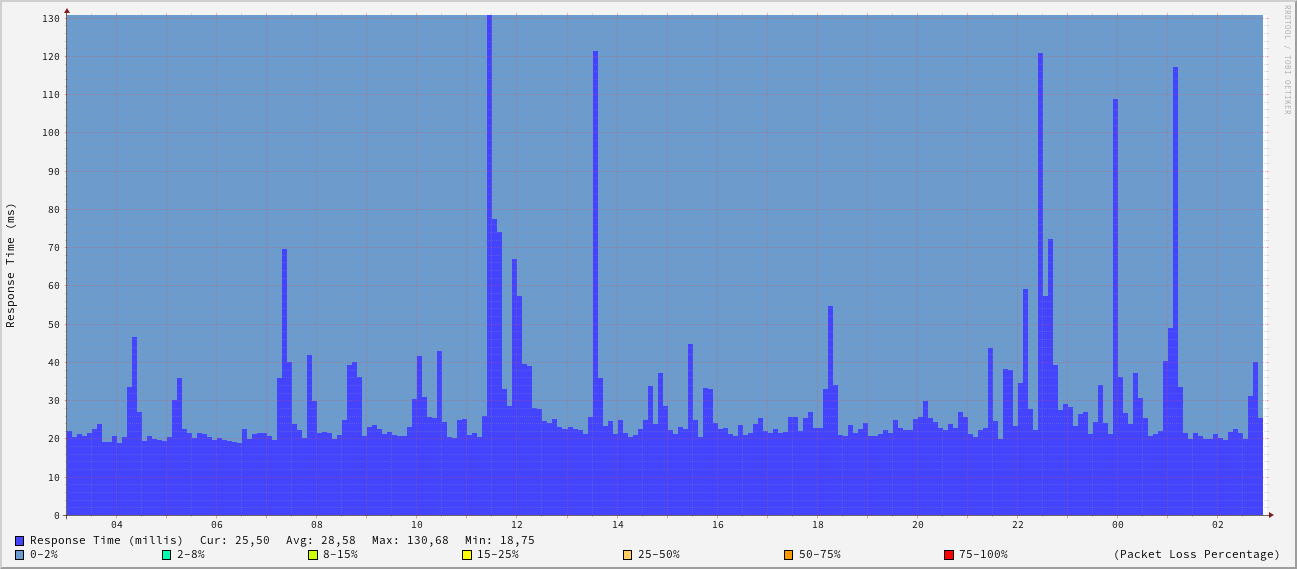 RRDTOOL / TOBI OETIKER
Response Time (ms)
130
120
110
100
90
80
70
60
50
40
30
20
10
0
04 06 08 10 12 14 16 18 20 22 00 02
Response Time (millis) Cur: 25,50 Avg: 28,58 Max: 130,68 Min: 18,75
0-2% 2-8% 8-15% 15-25% 25-50% 50-75% 75-100% (Packet Loss Percentage)